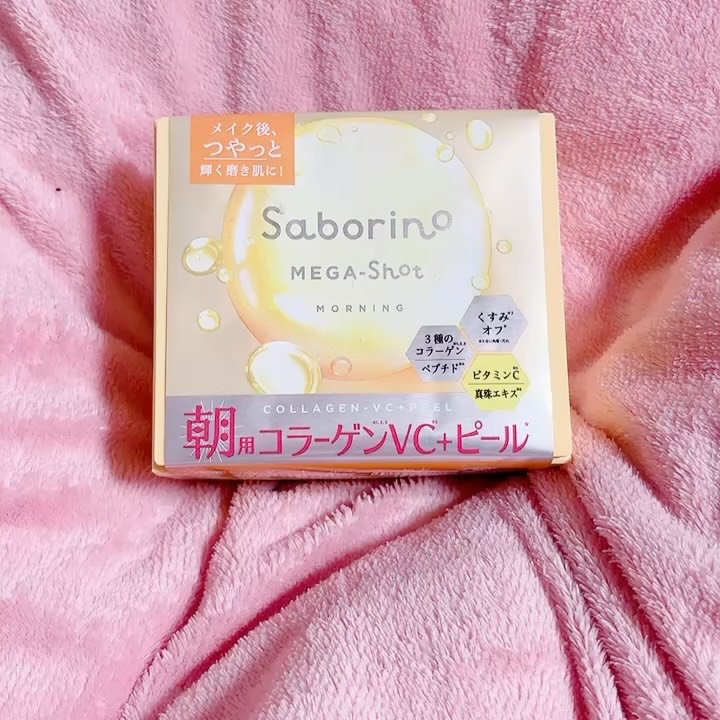 メイク後、
つやっと
輝く磨き肌に!
Saborino
MEGA-Shot
MORNING
くすみ
オフ
3種の
コラーゲン
ペプチド
ビタミンC
真珠エキス
COLLAGEN-VC+PEEL
朝用コラーゲンVC+ピール